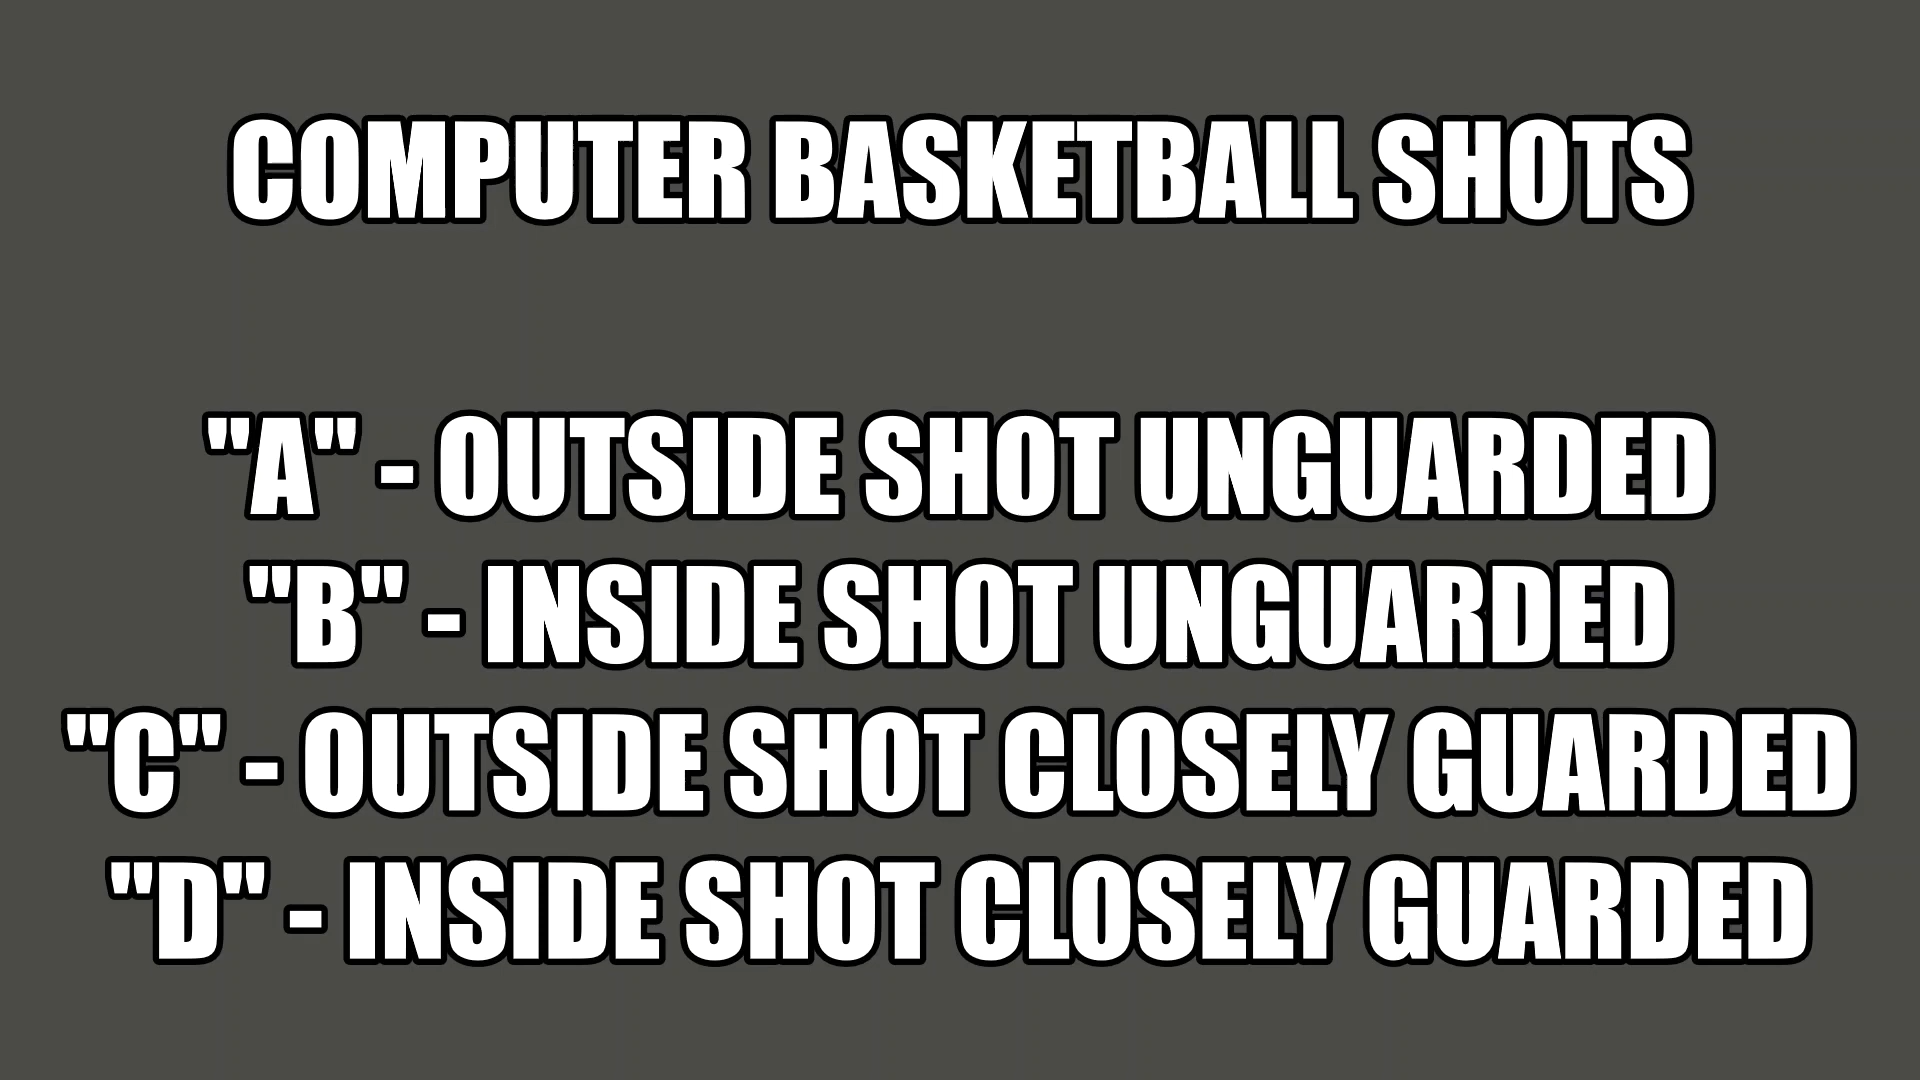 COMPUTER BASKETBALL SHOTS
"A" - OUTSIDE SHOT UNGUARDED
"B" - INSIDE SHOT UNGUARDED
"C" - OUTSIDE SHOT CLOSELY GUARDED
"D" - INSIDE SHOT CLOSELY GUARDED